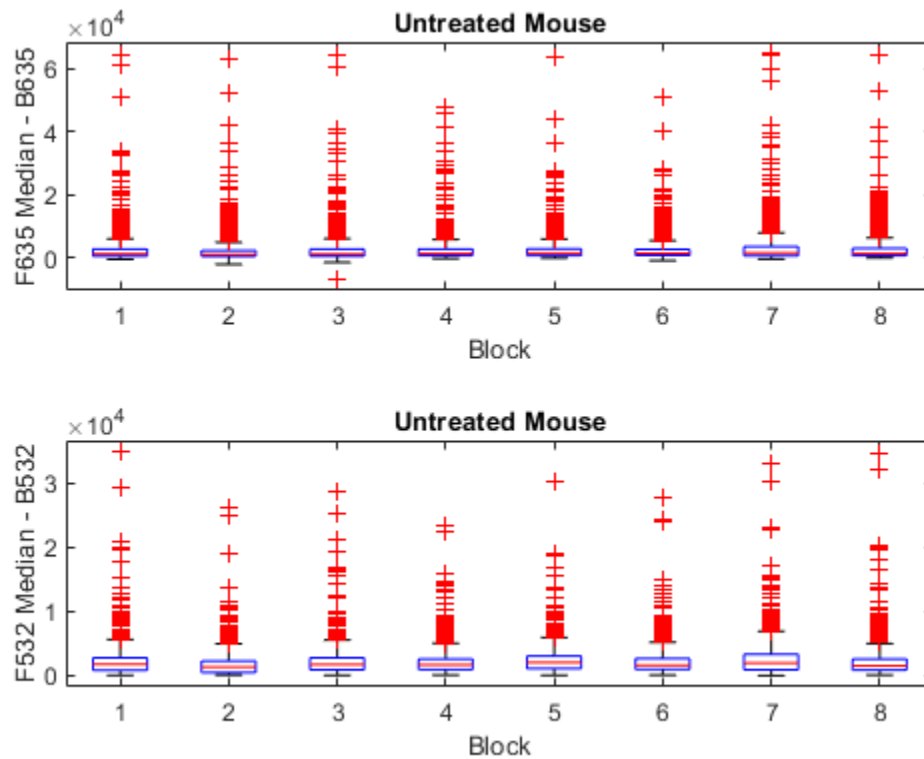 ×10⁴
Untreated Mouse
F635 Median - B635
6
4
2
0
1 2 3 4 5 6 7 8
Block
×10⁴
Untreated Mouse
F532 Median - B532
3
2
1
0
1 2 3 4 5 6 7 8
Block